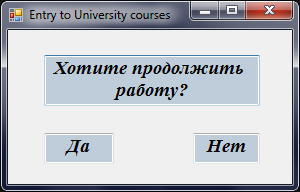 Entry to University courses
Хотите продолжить
работу?
Да
Нет